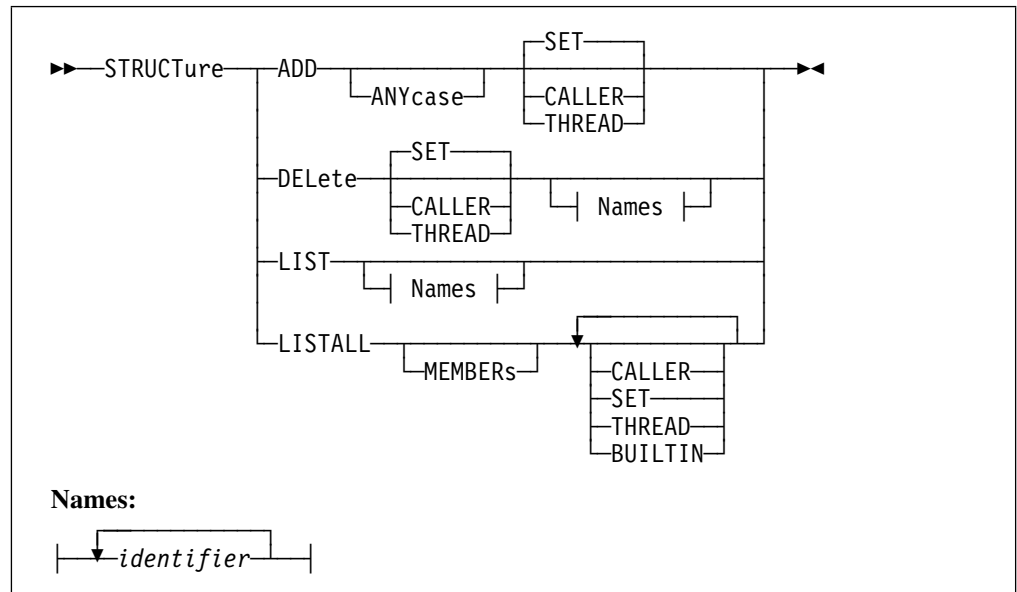 SET
STRUCTure ADD
ANYcase CALLER
THREAD
SET
DELete
CALLER Names
THREAD
LIST
Names
LISTALL
MEMBERs CALLER
SET
THREAD
BUILTIN
Names:
identifier